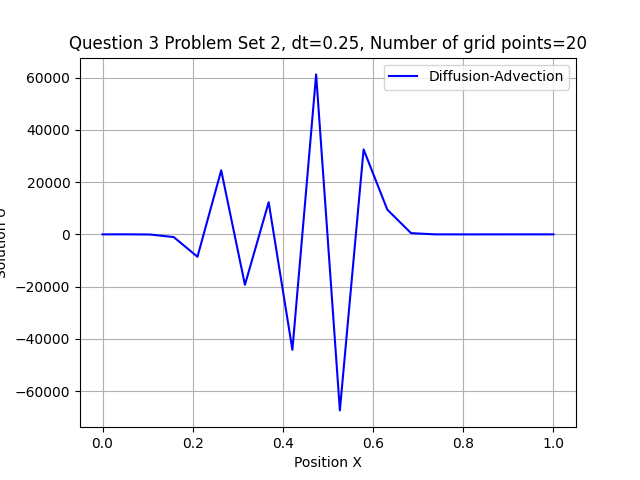 Question 3 Problem Set 2, dt=0.25, Number of grid points=20
Diffusion-Advection
60000
40000
20000
0
−20000
−40000
−60000
0.0 0.2 0.4 0.6 0.8 1.0
Position X